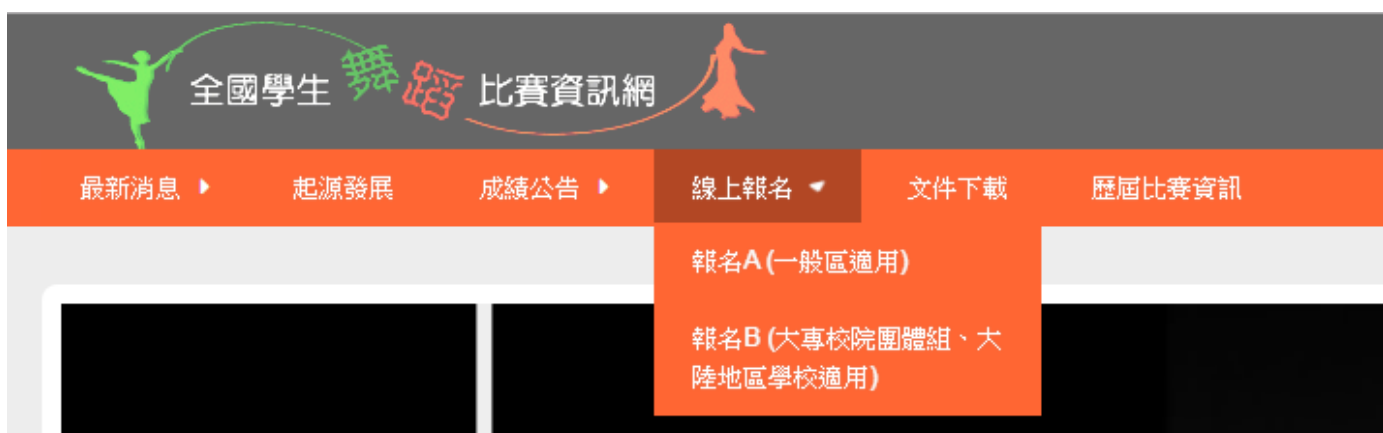 全國學生舞蹈比賽資訊網
最新消息 起源發展 成績公告 線上報名 文件下載 歷屆比賽資訊
報名A (一般區適用)
報名B (大專校院團體組、大
陸地區學校適用)